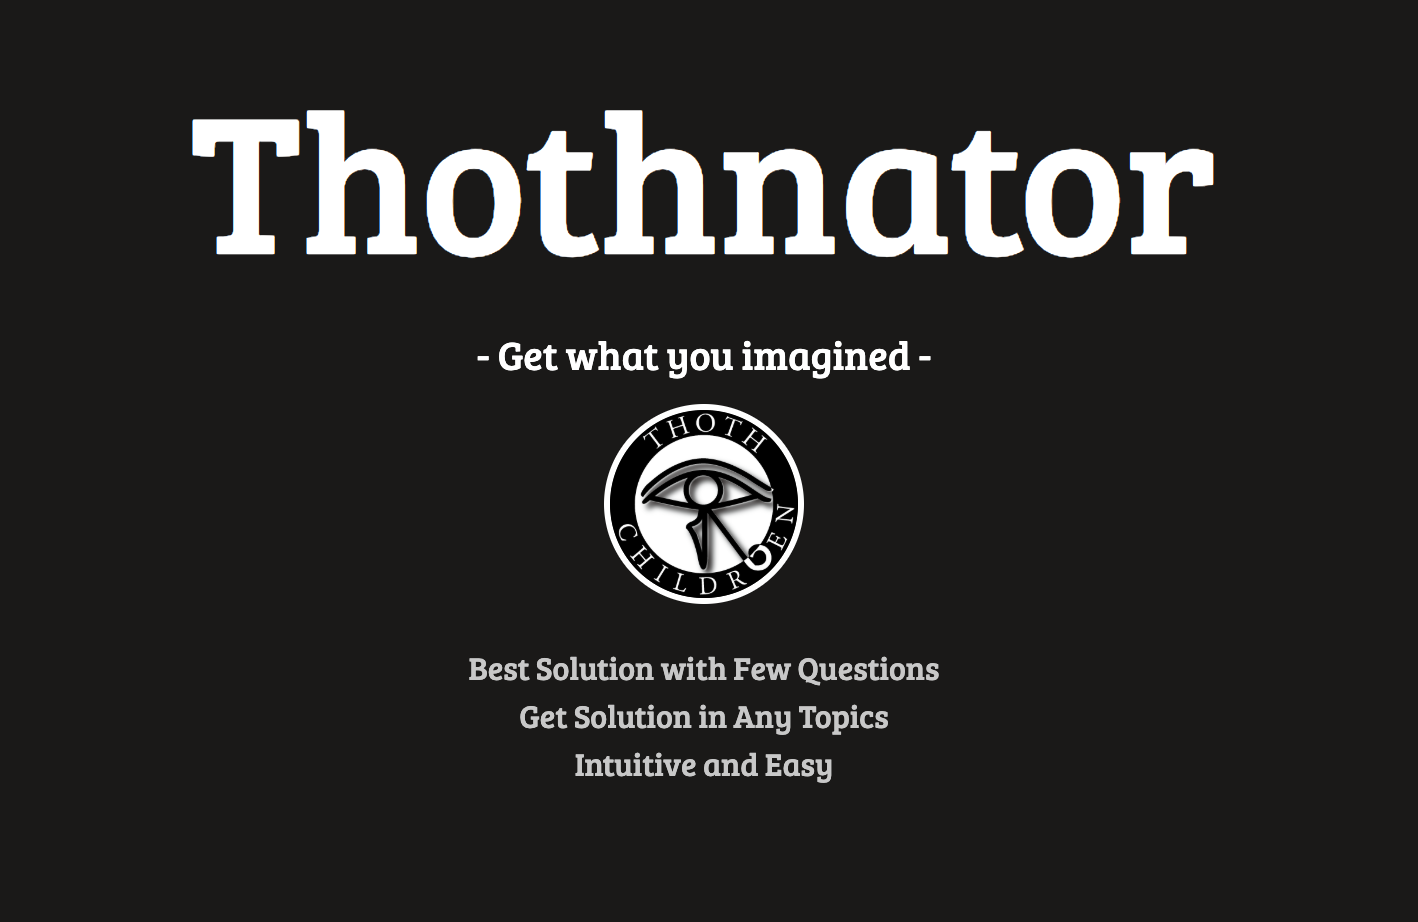 Thothnator
- Get what you imagined -
THOTH
CHILDREN
Best Solution with Few Questions
Get Solution in Any Topics
Intuitive and Easy